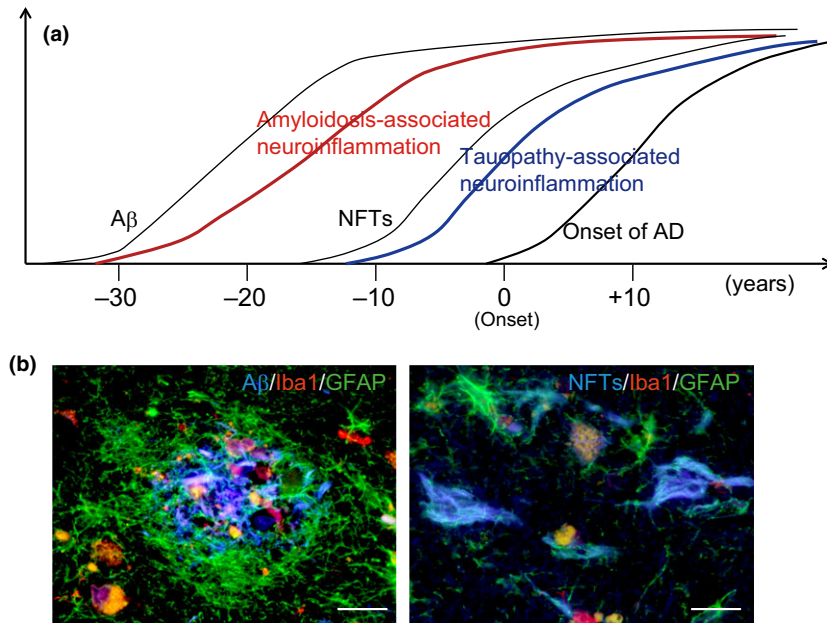 (a)
Amyloidosis-associated
neuroinflammation
Tauopathy-associated
neuroinflammation
Aβ
NFTs
Onset of AD
–30
–20
–10
0
+10
(years)
(Onset)
(b)
Aβ/Iba1/GFAP
NFTs/Iba1/GFAP